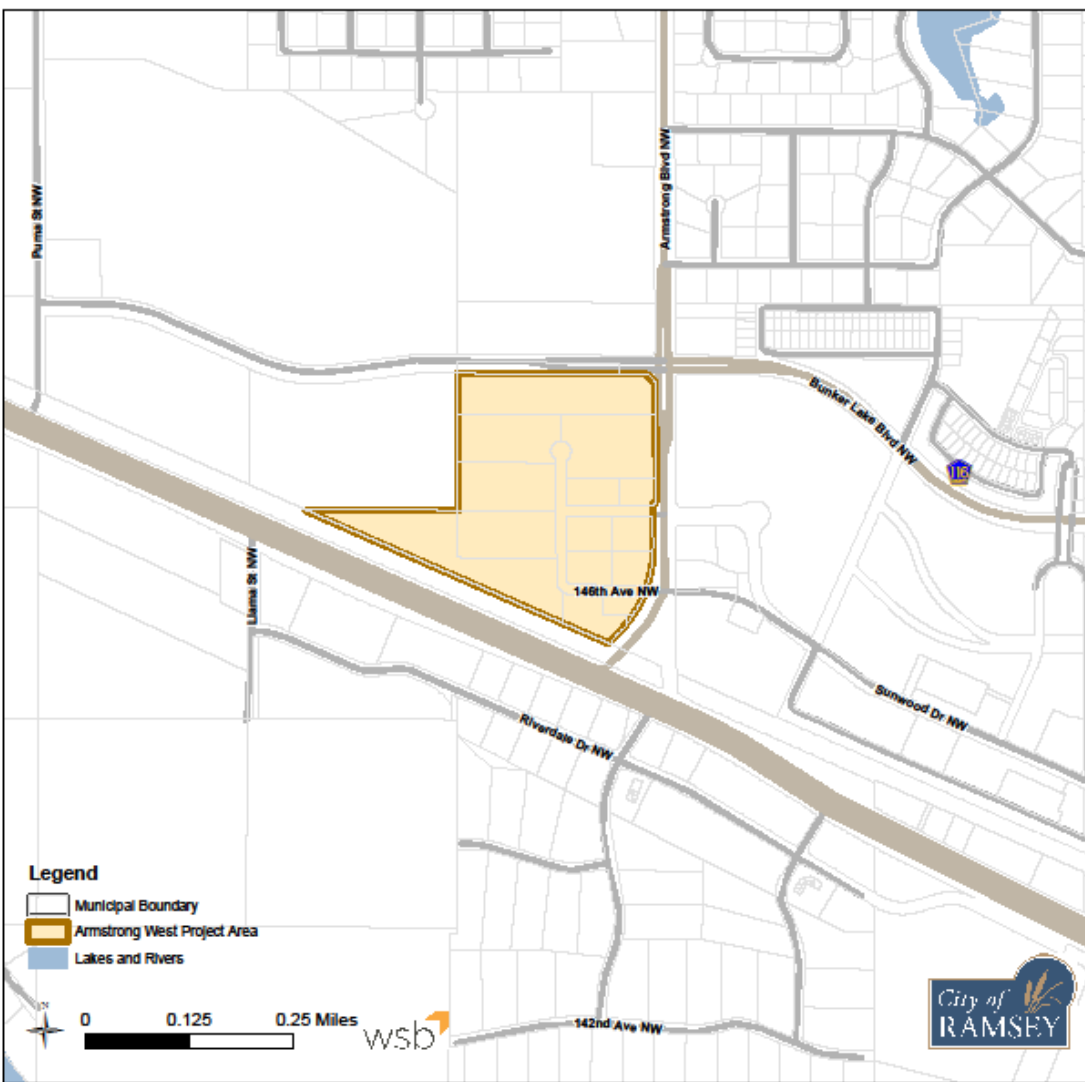 Armstrong Blvd NW
Puma St NW
Bunker Lake Blvd NW
116
146th Ave NW
Llama St NW
Sunwood Dr NW
Riverdale Dr NW
Legend
Municipal Boundary
Armstrong West Project Area
Lakes and Rivers
N
0 0.125 0.25 Miles
wsb
142nd Ave NW
City of
RAMSEY